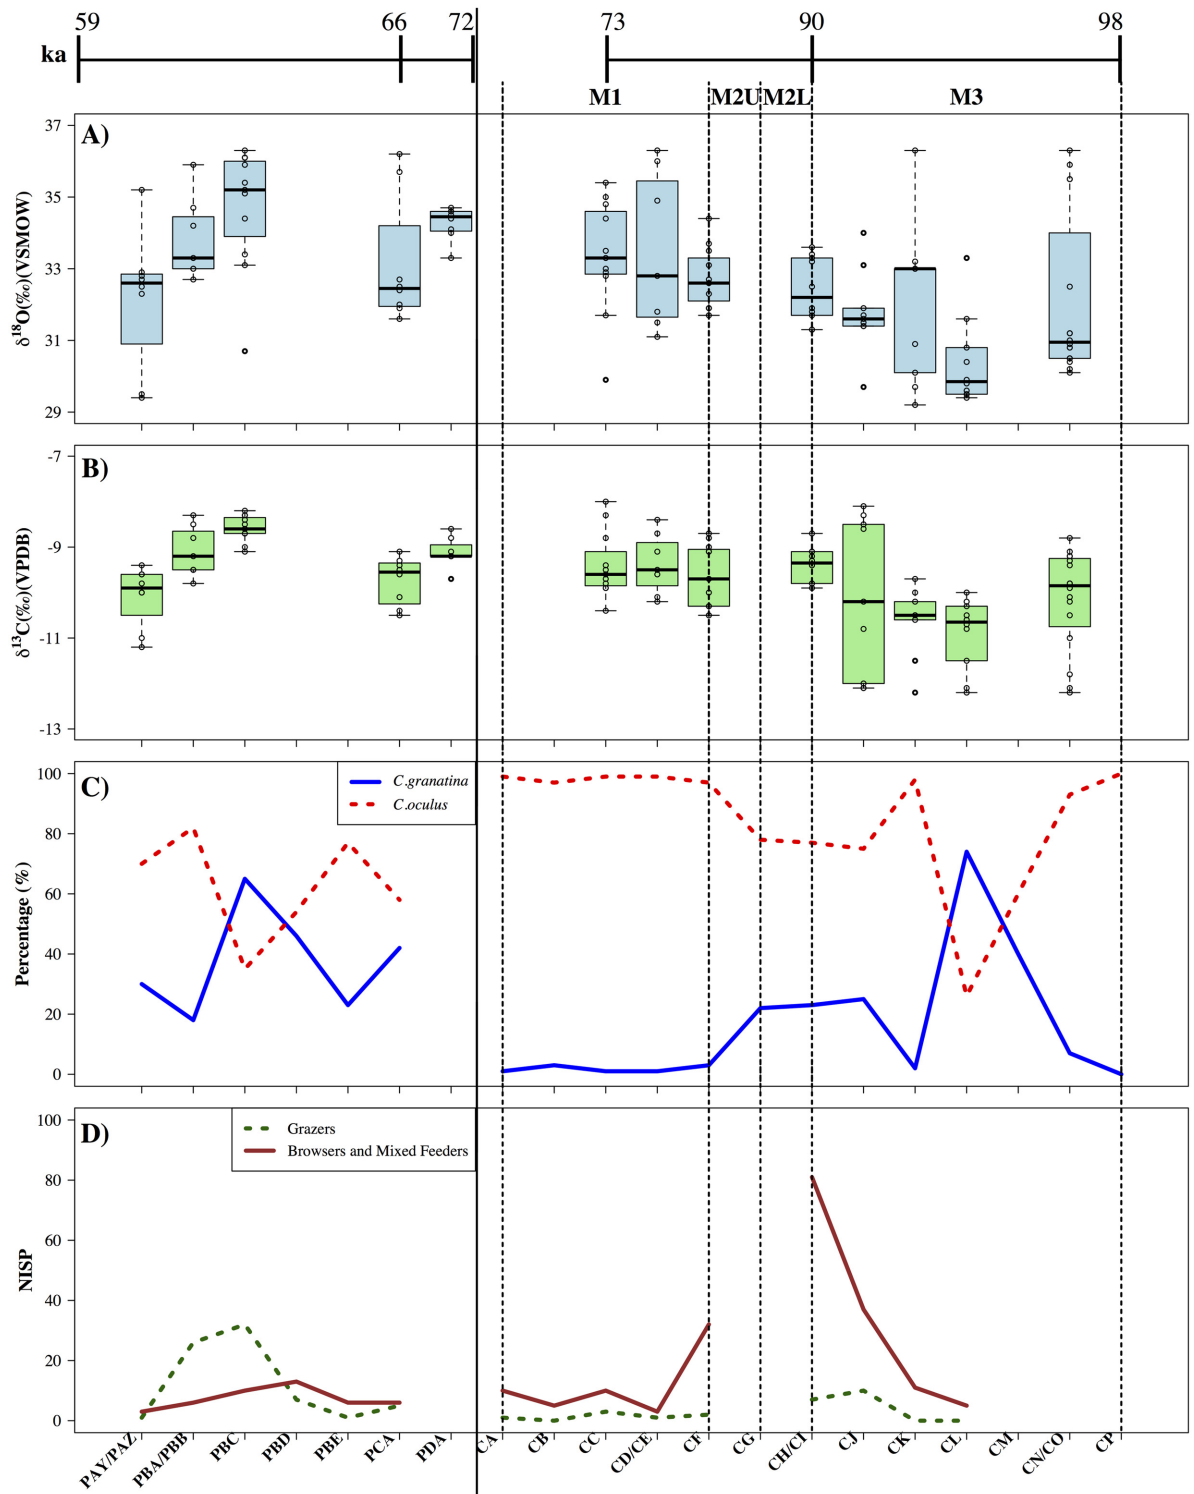 59 66 72 73 90 98
ka
M1 M2U M2L M3
A)
37
35
33
31
29
δ18O(‰)(VSMOW)
B)
-7
-9
-11
-13
δ13C(‰)(VPDB)
C)
C.granatina
C.oculus
100
80
60
40
20
0
Percentage (%)
D)
Grazers
Browsers and Mixed Feeders
100
80
60
40
20
0
NISP
PAY/PAZ PBA/PBB PBC PBD PBE PCA PDA CA CB CC CD/CE CF CG CH/CI CJ CK CL CM CN/CO CP